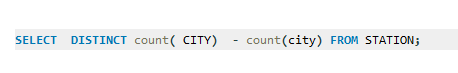 SELECT  DISTINCT count( CITY)  - count(city) FROM STATION;